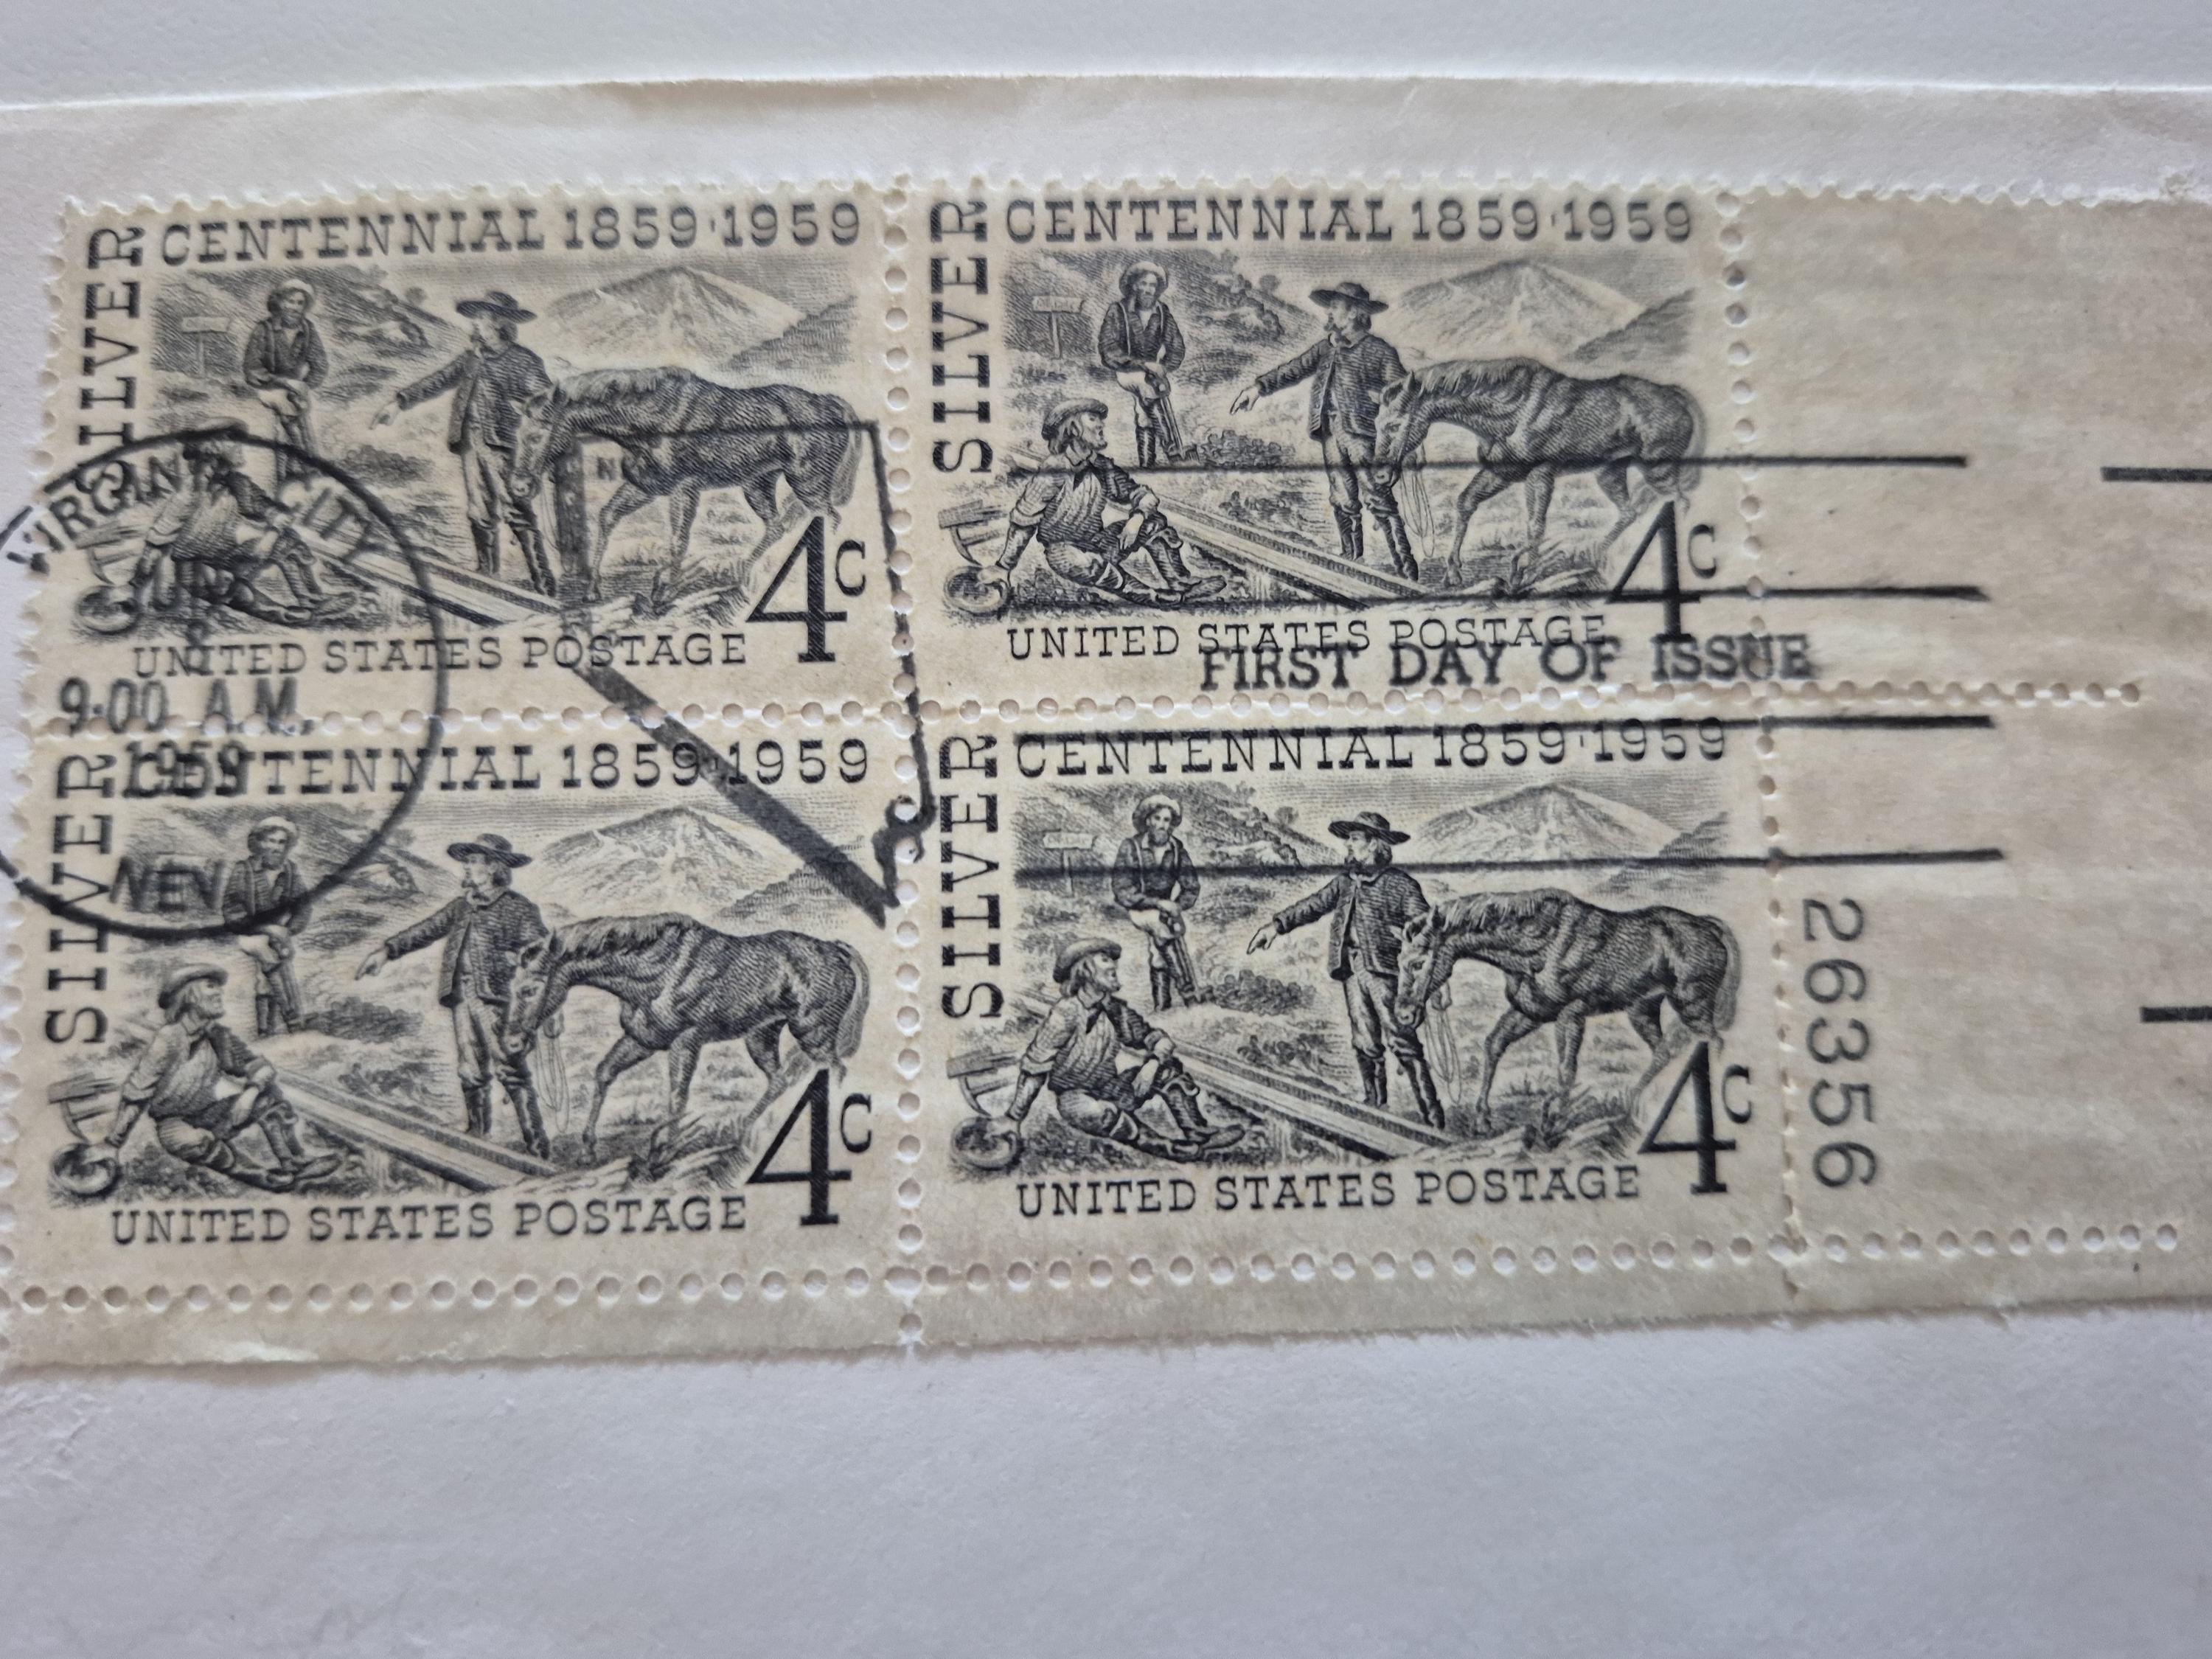 SILVER
CENTENNIAL 1859·1959
4c
UNITED STATES POSTAGE
SILVER
CENTENNIAL 1859·1959
4c
UNITED STATES POSTAGE
VIRGINIA CITY
JUN
8
9·00 A.M.
1959
NEV
FIRST DAY OF ISSUE
SILVER
CENTENNIAL 1859·1959
4c
UNITED STATES POSTAGE
SILVER
CENTENNIAL 1859·1959
4c
UNITED STATES POSTAGE
26356